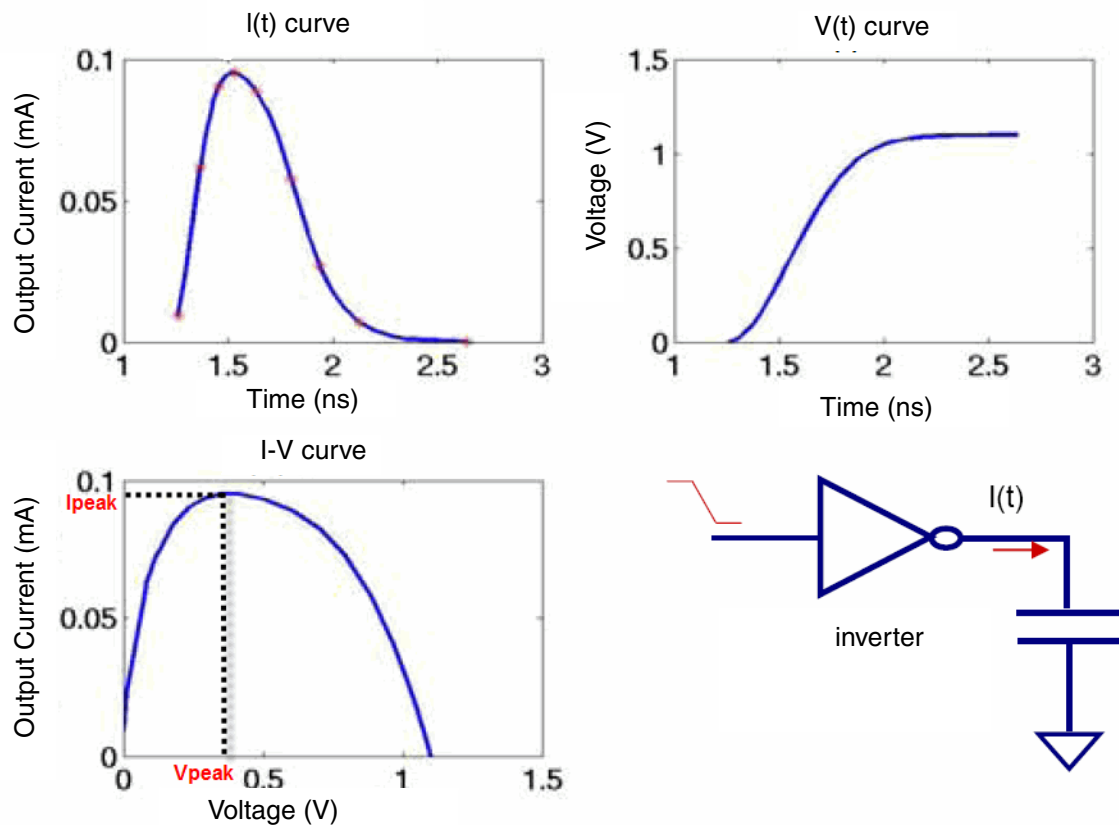 I(t) curve
Output Current (mA)
0.1
0.05
0
1
1.5
2
2.5
3
Time (ns)
V(t) curve
Voltage (V)
1.5
1
0.5
0
1
1.5
2
2.5
3
Time (ns)
I-V curve
Output Current (mA)
0.1
Ipeak
0.05
0
0
Vpeak
0.5
1
1.5
Voltage (V)
I(t)
inverter